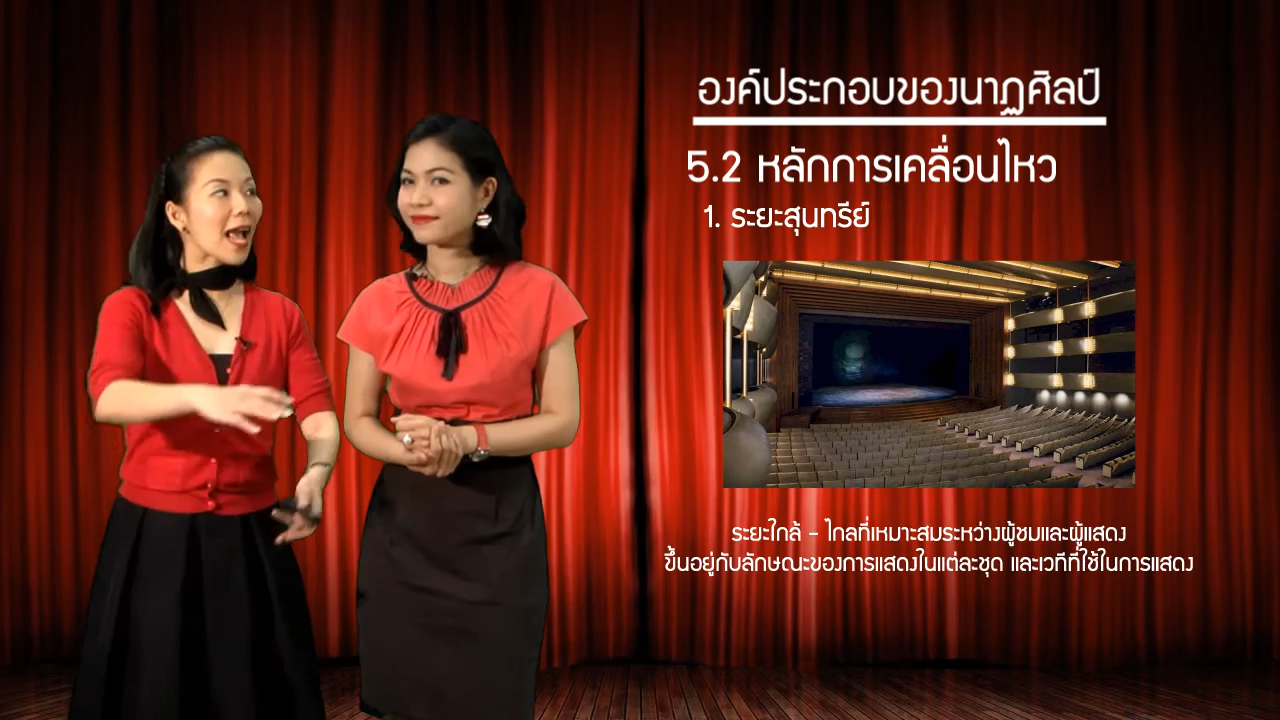 องค์ประกอบของนาฏศิลป์
5.2 หลักการเคลื่อนไหว
1. ระยะสุนทรีย์
ระยะใกล้ - ไกลที่เหมาะสมระหว่างผู้ชมและผู้แสดง
ขึ้นอยู่กับลักษณะของการแสดงในแต่ละชุด และเวทีที่ใช้ในการแสดง